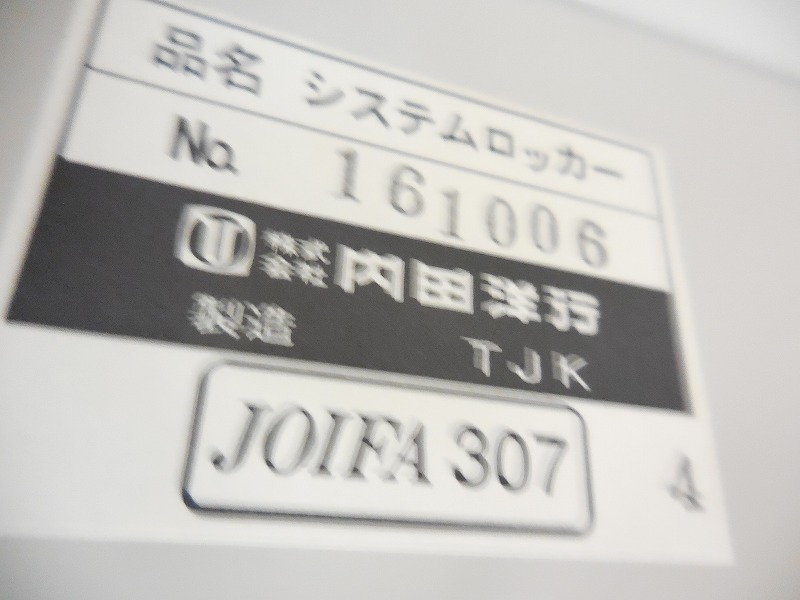 品名 システムロッカー
No. 161006
株式会社 内田洋行
製造 TJK
JOIFA 307
4